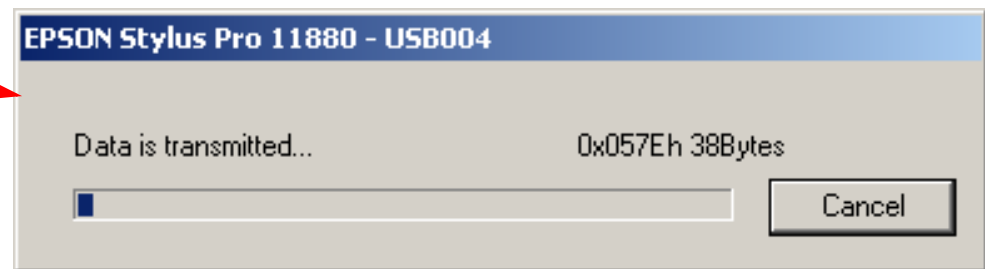 EPSON Stylus Pro 11880 - USB004
Data is transmitted... 0x057Eh 38Bytes
Cancel